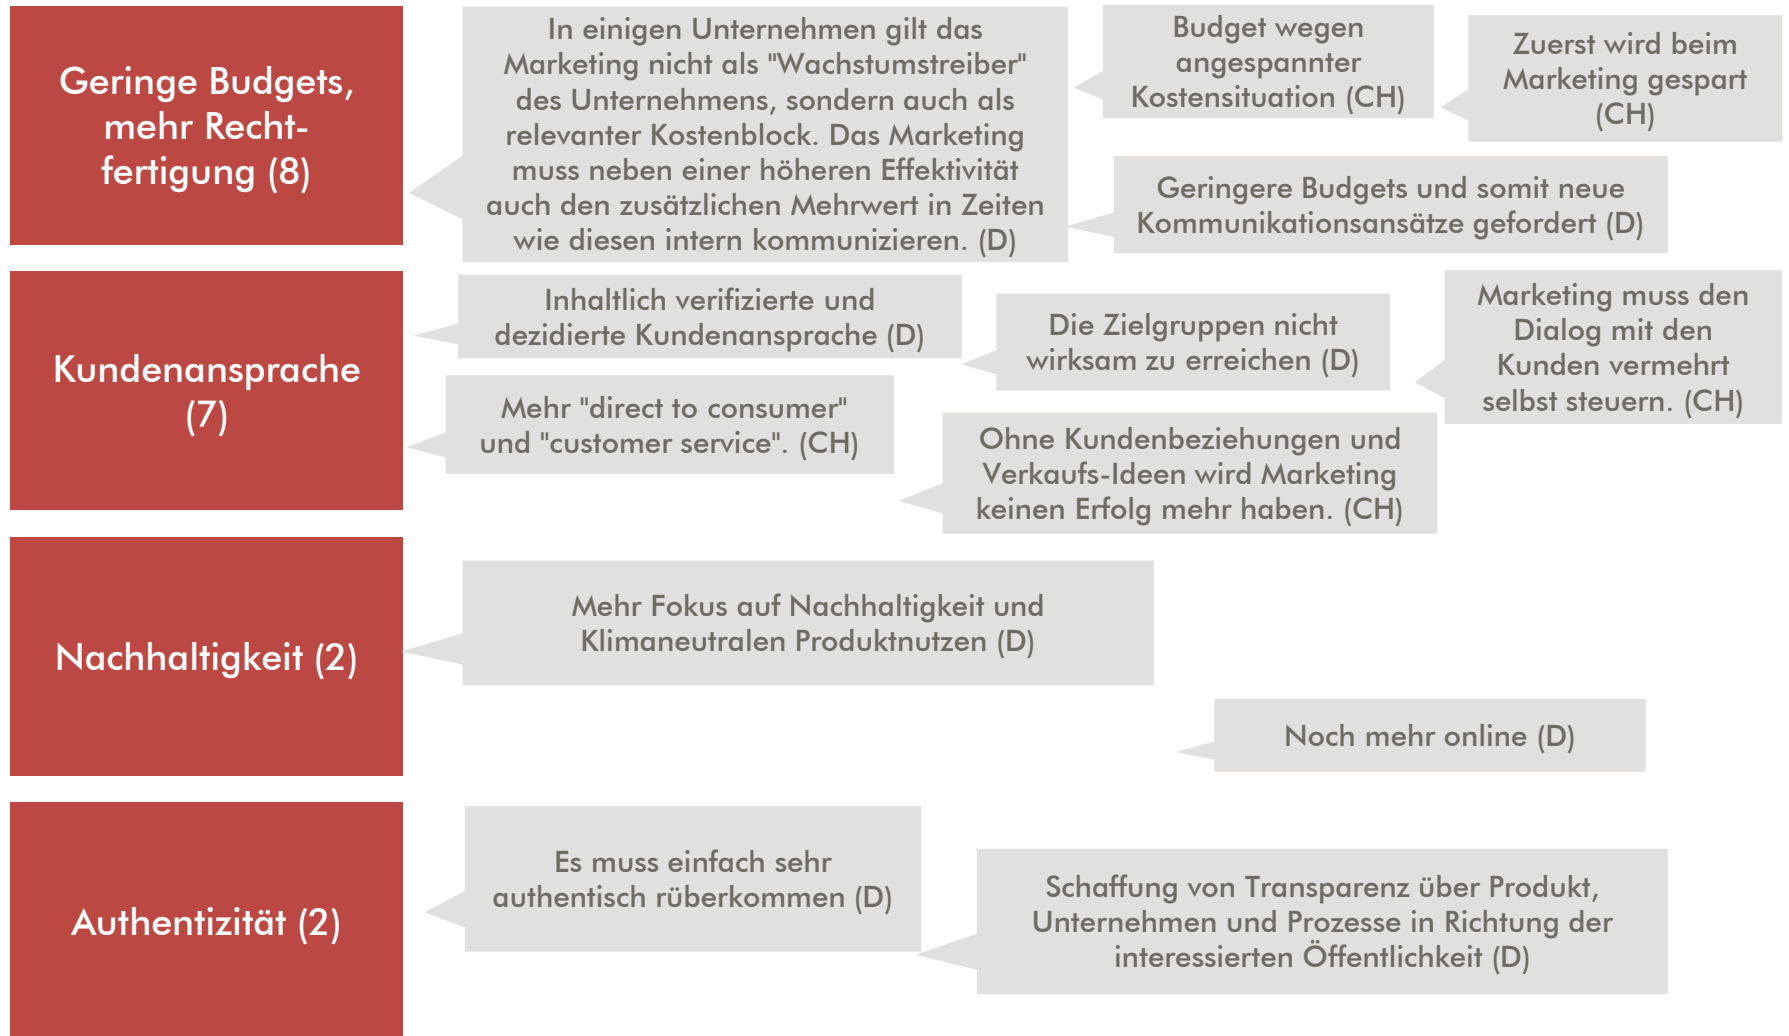 Geringe Budgets,
mehr Recht-
fertigung (8)
In einigen Unternehmen gilt das
Marketing nicht als "Wachstumstreiber"
des Unternehmens, sondern auch als
relevanter Kostenblock. Das Marketing
muss neben einer höheren Effektivität
auch den zusätzlichen Mehrwert in Zeiten
wie diesen intern kommunizieren. (D)
Budget wegen
angespannter
Kostensituation (CH)
Zuerst wird beim
Marketing gespart
(CH)
Geringere Budgets und somit neue
Kommunikationsansätze gefordert (D)
Kundenansprache
(7)
Inhaltlich verifizierte und
dezidierte Kundenansprache (D)
Die Zielgruppen nicht
wirksam zu erreichen (D)
Marketing muss den
Dialog mit den
Kunden vermehrt
selbst steuern. (CH)
Mehr "direct to consumer"
und "customer service". (CH)
Ohne Kundenbeziehungen und
Verkaufs-Ideen wird Marketing
keinen Erfolg mehr haben. (CH)
Nachhaltigkeit (2)
Mehr Fokus auf Nachhaltigkeit und
Klimaneutralen Produktnutzen (D)
Noch mehr online (D)
Authentizität (2)
Es muss einfach sehr
authentisch rüberkommen (D)
Schaffung von Transparenz über Produkt,
Unternehmen und Prozesse in Richtung der
interessierten Öffentlichkeit (D)